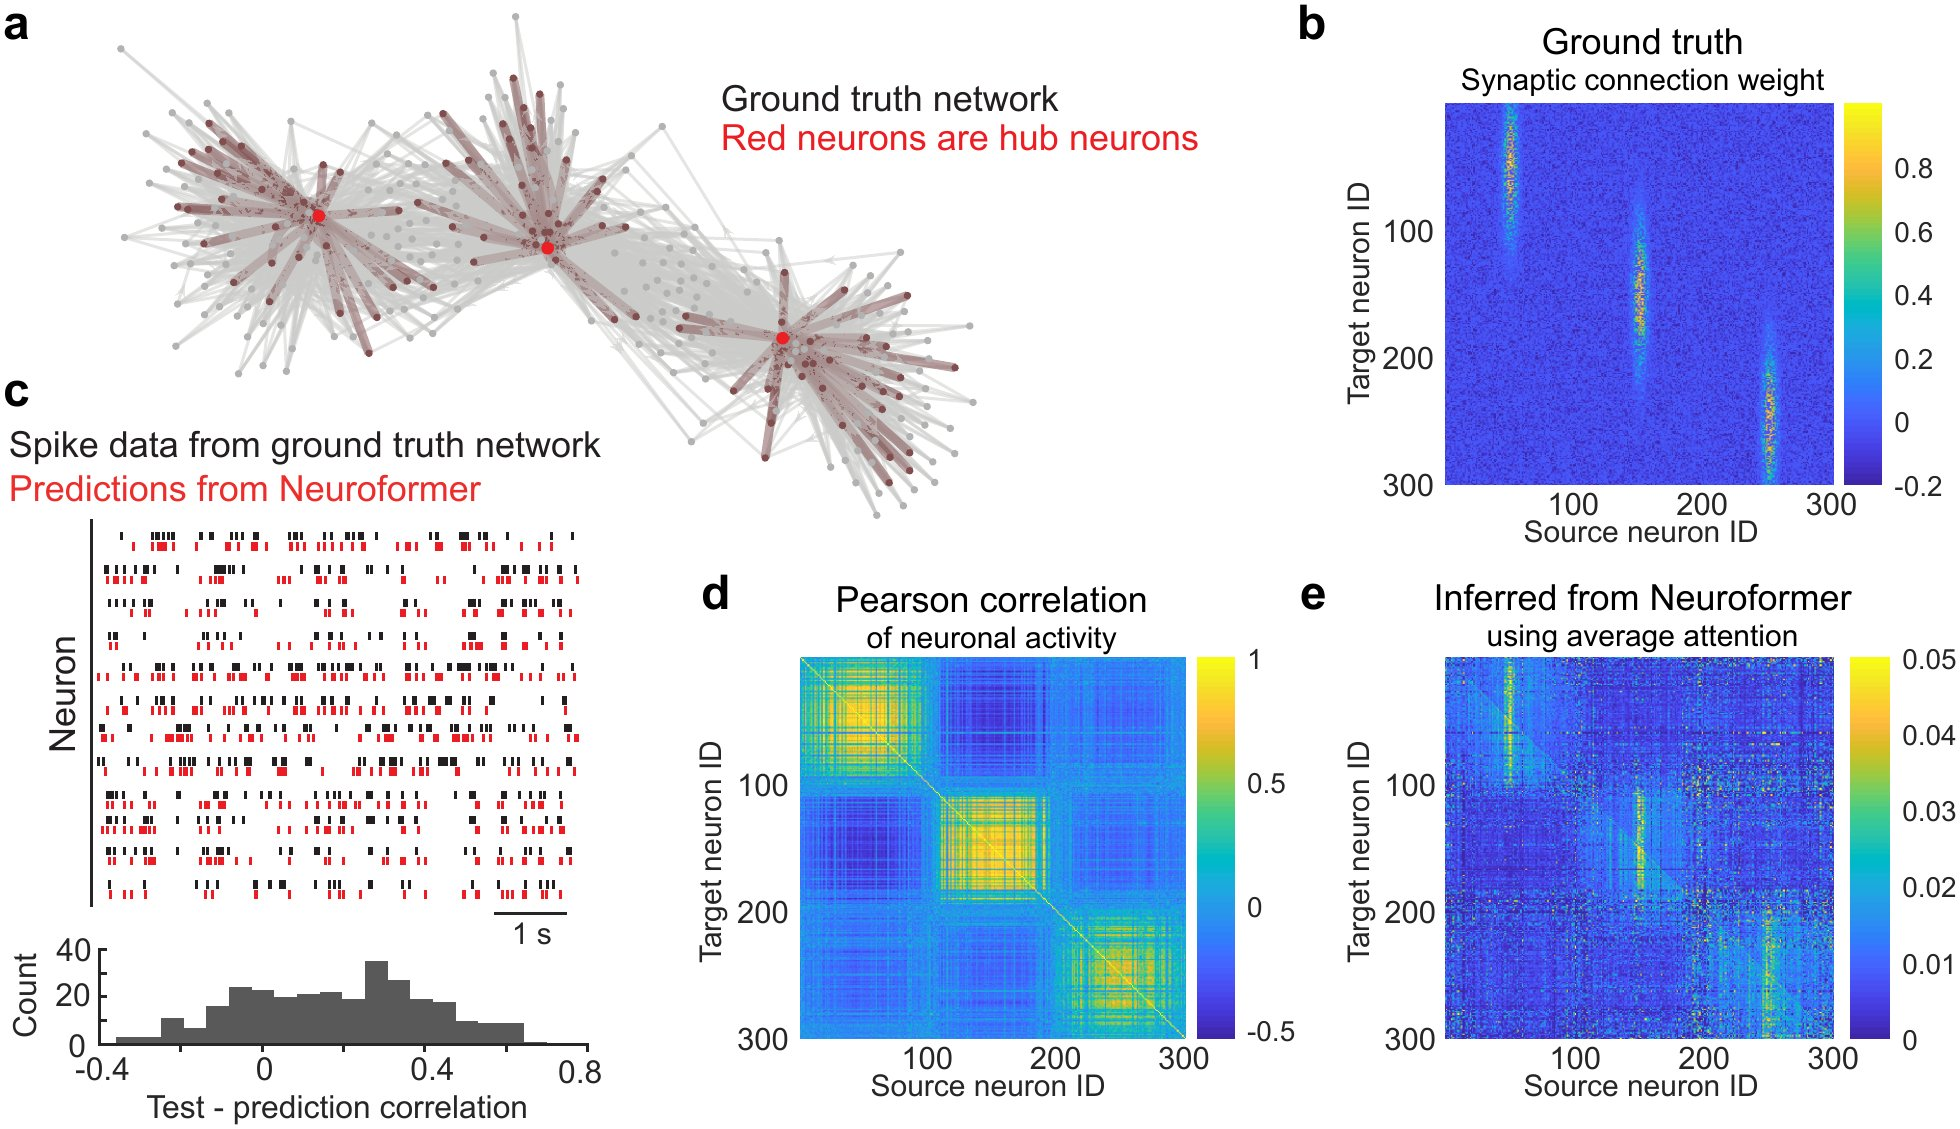 a
Ground truth network
Red neurons are hub neurons
b
Ground truth
Synaptic connection weight
Target neuron ID
100
200
300
100
200
300
Source neuron ID
0.8
0.6
0.4
0.2
0
-0.2
c
Spike data from ground truth network
Predictions from Neuroformer
Neuron
1 s
Count
40
20
0
-0.4
0
0.4
0.8
Test - prediction correlation
d
Pearson correlation
of neuronal activity
Target neuron ID
100
200
300
100
200
300
Source neuron ID
1
0.5
0
-0.5
e
Inferred from Neuroformer
using average attention
Target neuron ID
100
200
300
100
200
300
Source neuron ID
0.05
0.04
0.03
0.02
0.01
0